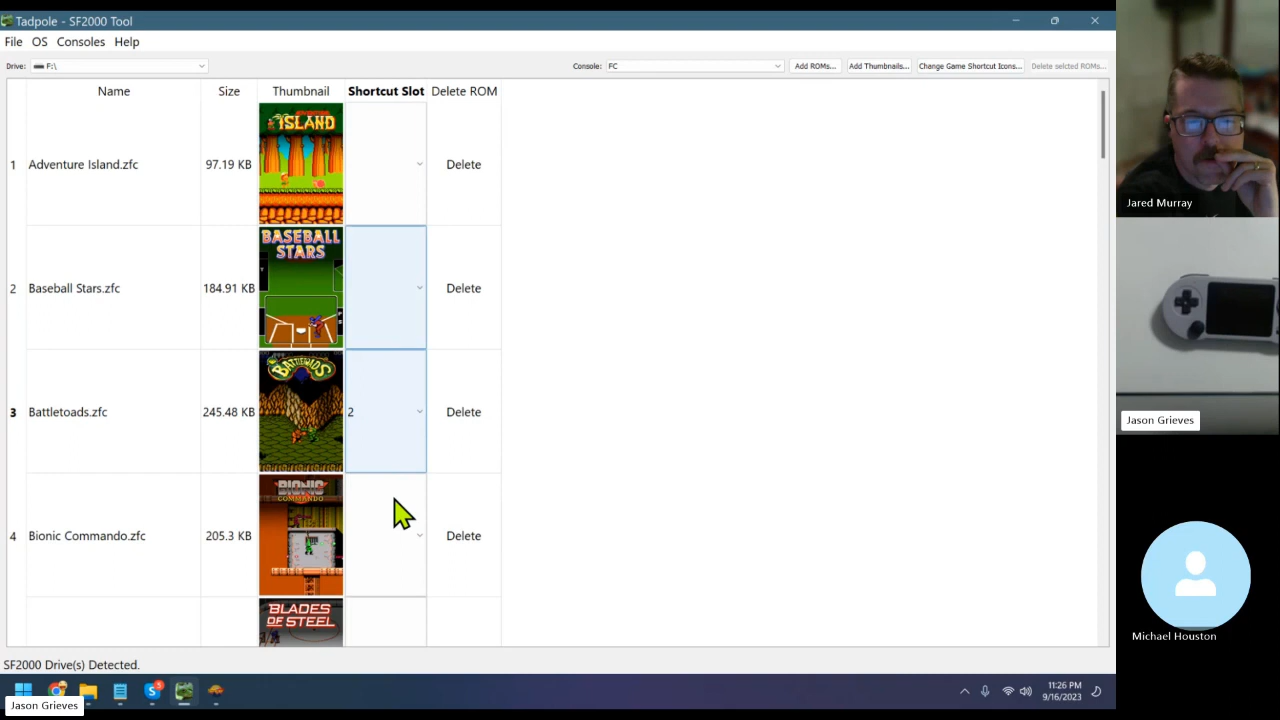 Tadpole - SF2000 Tool
File OS Consoles Help
Drive: F:\ Console: FC Add ROMs... Add Thumbnails... Change Game Shortcut Icons... Delete selcted ROMs...
Name Size Thumbnail Shortcut Slot Delete ROM
1 Adventure Island.zfc 97.19 KB ISLAND Delete
2 Baseball Stars.zfc 184.91 KB BASEBALL STARS Delete
3 Battletoads.zfc 245.48 KB BATTLETOADS 2 Delete
4 Bionic Commando.zfc 205.3 KB BIONIC COMMANDO Delete
BLADES OF STEEL
SF2000 Drive(s) Detected.
11:26 PM
9/16/2023
Jason Grieves
Jared Murray
Jason Grieves
Michael Houston